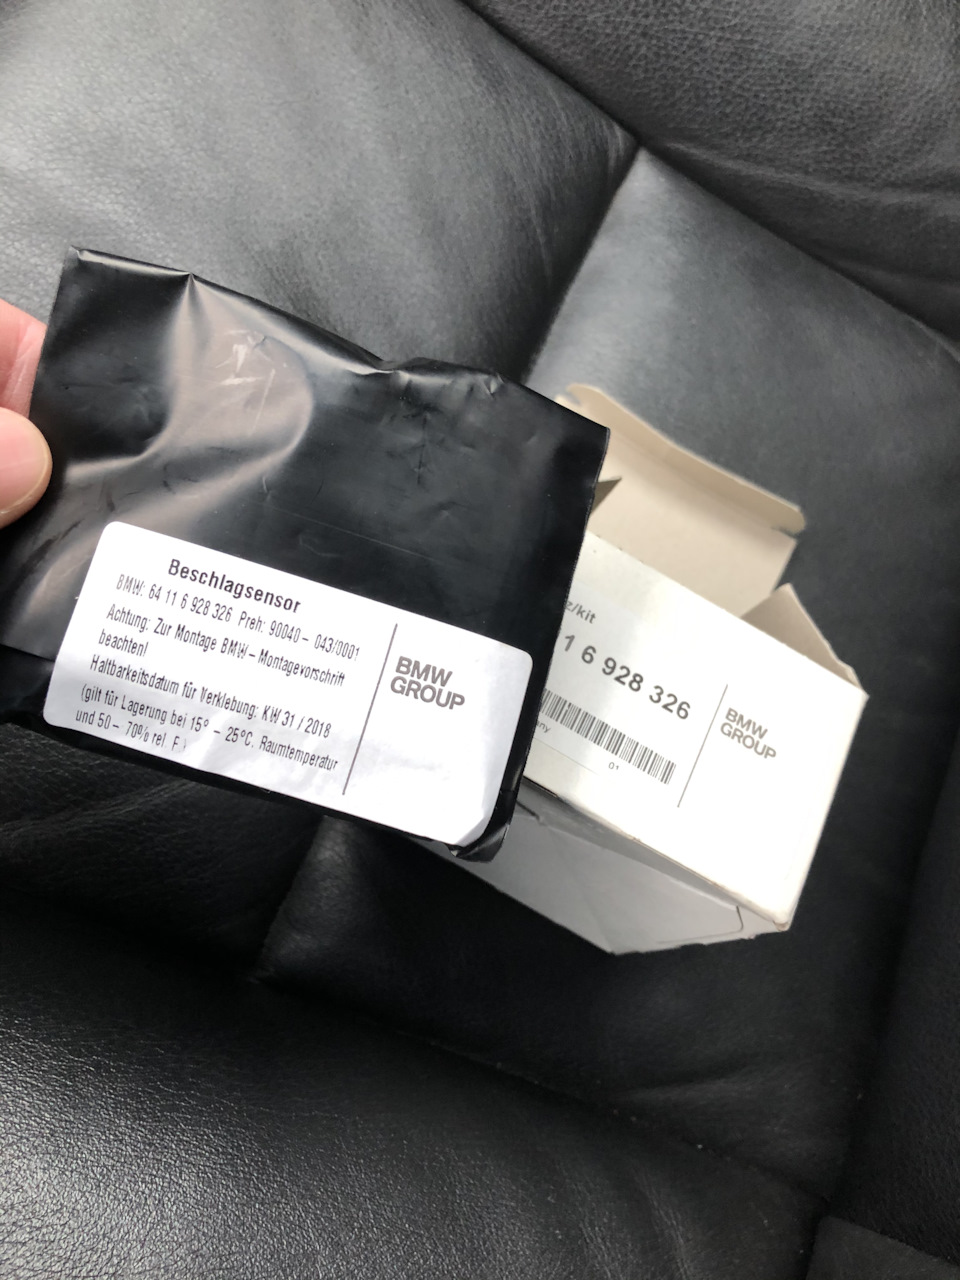 Beschlagsensor
BMW: 64 11 6 928 326 Preh: 90040 - 043/0001
Achtung: Zur Montage BMW-Montagevorschrift
beachten!
Haltbarkeitsdatum für Verklebung: KW 31 / 2018
(gilt für Lagerung bei 15° - 25°C. Raumtemperatur
und 50 - 70% rel. F.)
BMW
GROUP
z/kit
1 6 928 326
01
BMW
GROUP